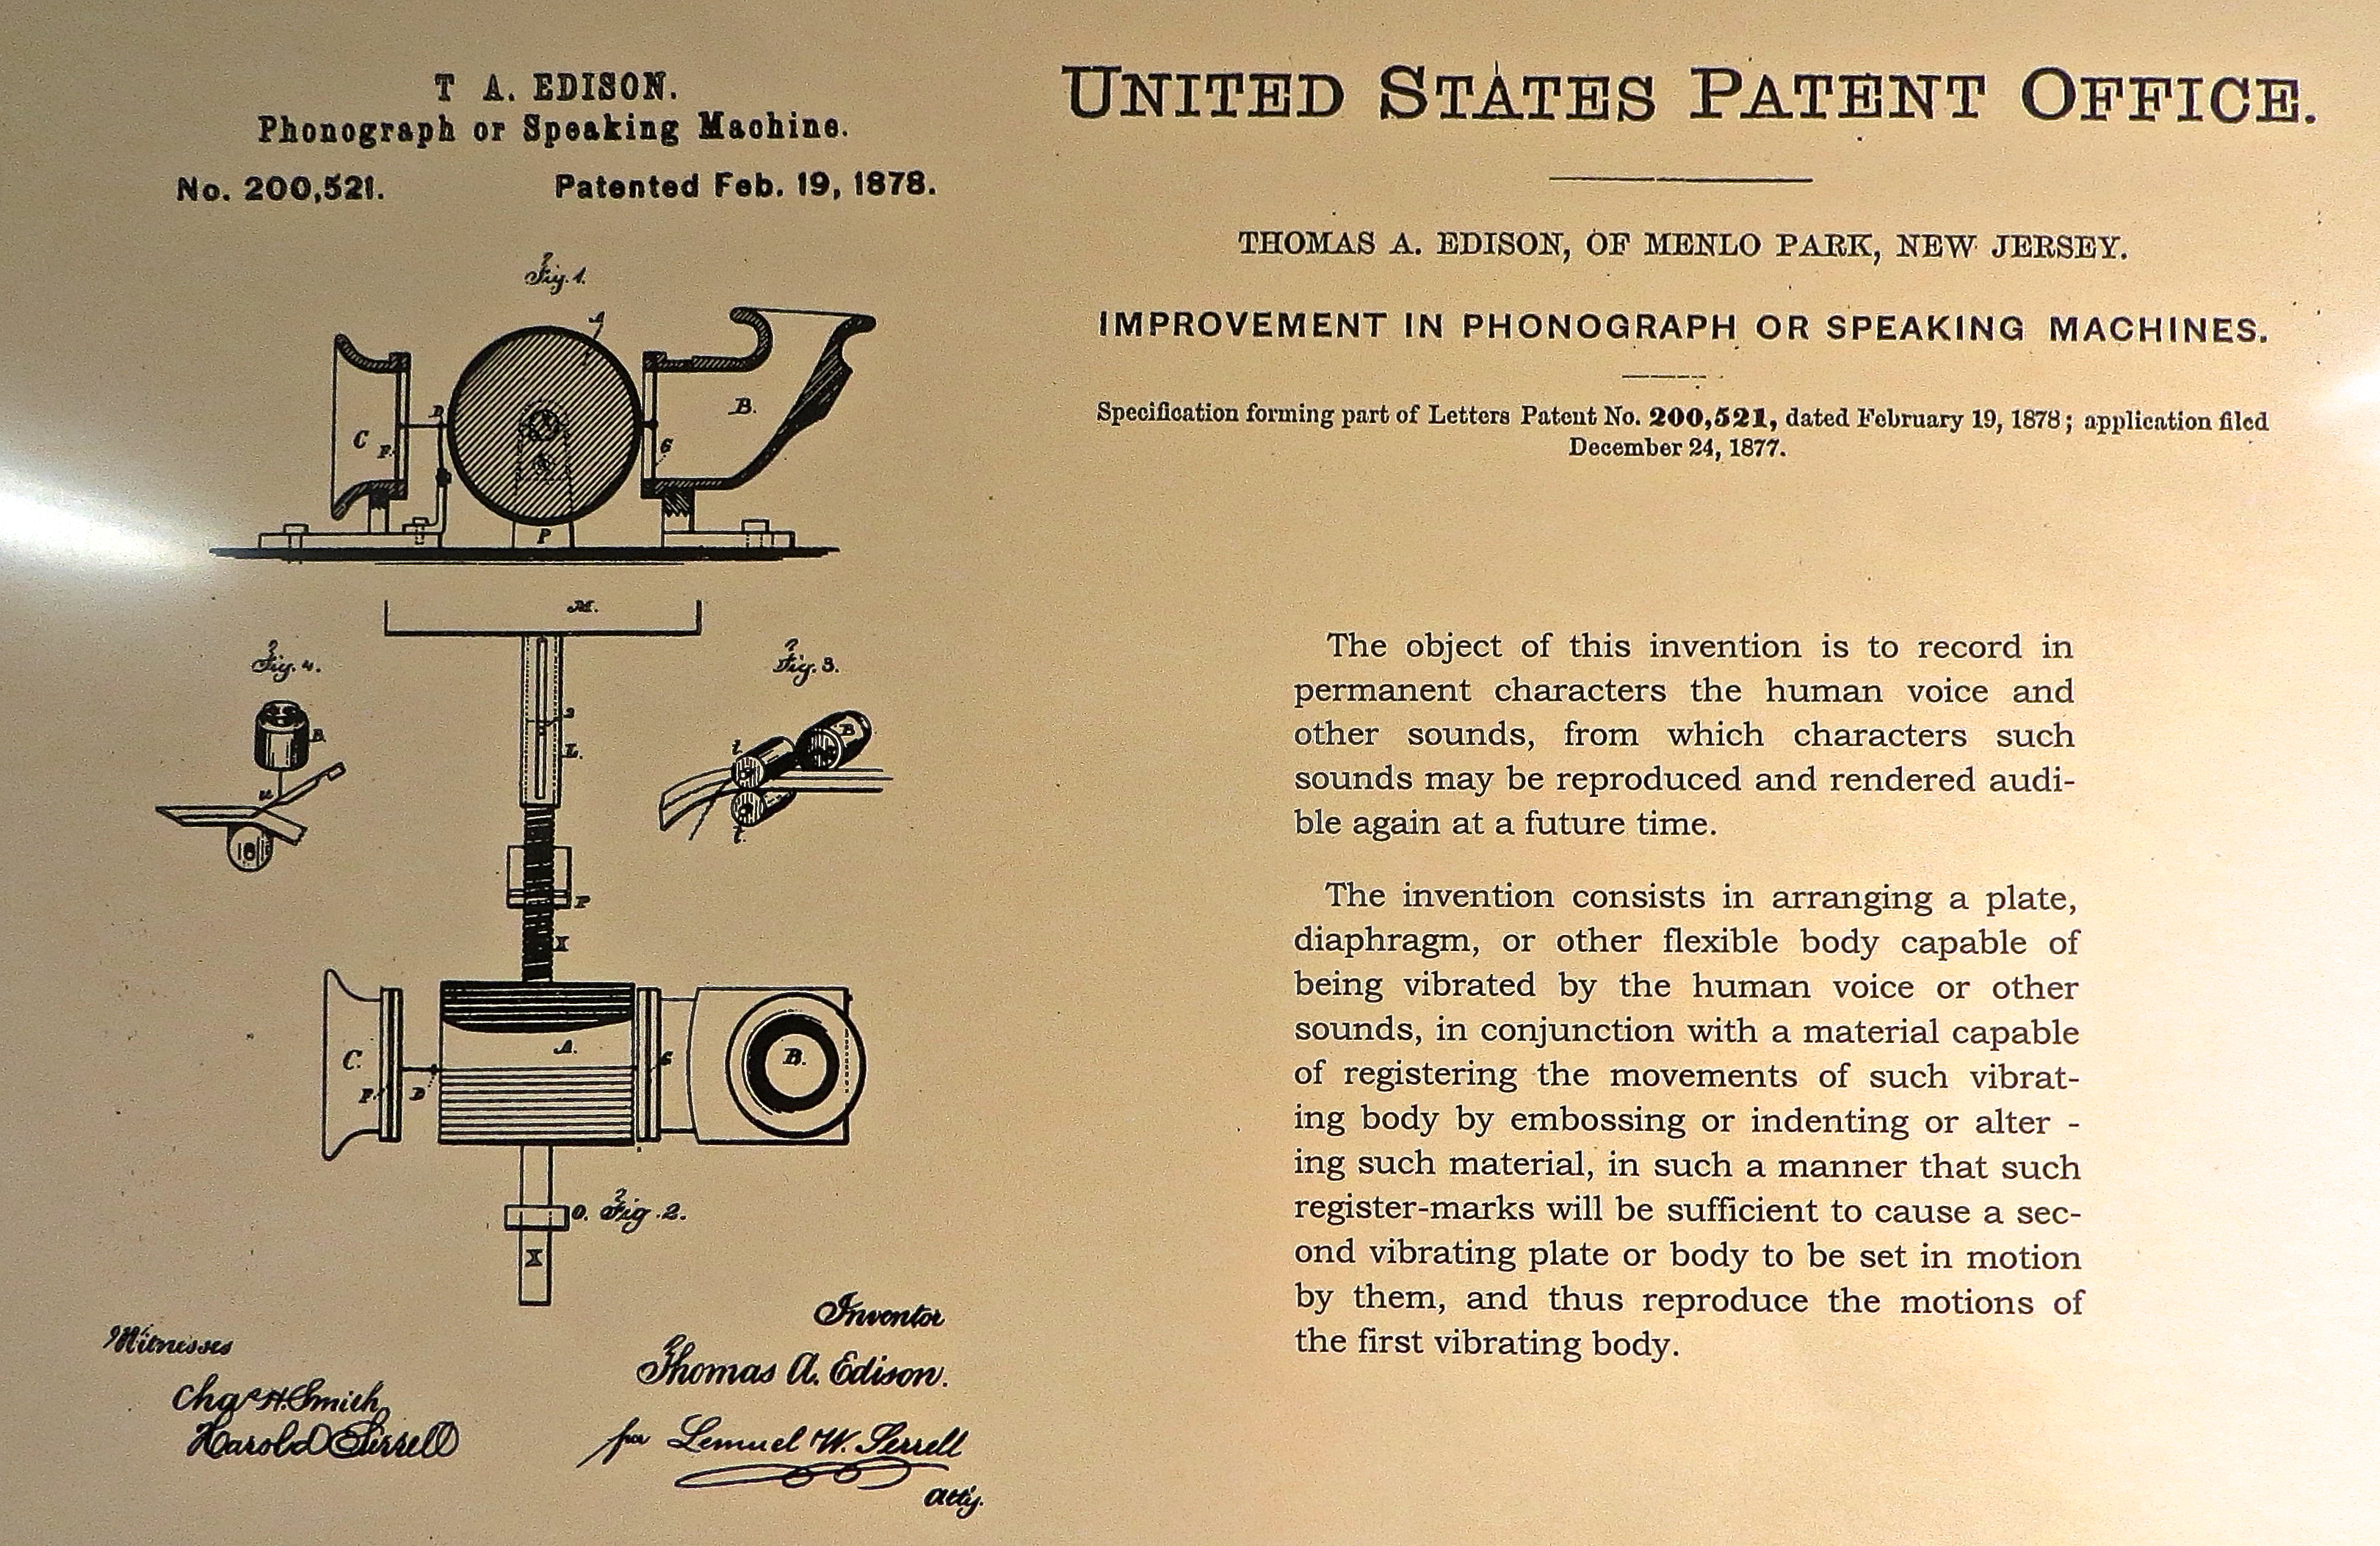 T A. EDISON.
Phonograph or Speaking Machine.
No. 200,521. Patented Feb. 19, 1878.
Fig. 1.
A
B.
C
D
F.
G
P
M.
Fig. 4.
Fig. 3.
B.
B
2
L.
t.
u
t.
P
X
C.
A.
G
B.
F.
D
O. Fig. 2.
X
Witnesses
Chas H. Smith
Harold Serrell
Inventor
Thomas A. Edison.
for Lemuel W. Serrell
atty.
UNITED STATES PATENT OFFICE.
THOMAS A. EDISON, OF MENLO PARK, NEW JERSEY.
IMPROVEMENT IN PHONOGRAPH OR SPEAKING MACHINES.
Specification forming part of Letters Patent No. 200,521, dated February 19, 1878; application filed
December 24, 1877.
The object of this invention is to record in
permanent characters the human voice and
other sounds, from which characters such
sounds may be reproduced and rendered audi-
ble again at a future time.
The invention consists in arranging a plate,
diaphragm, or other flexible body capable of
being vibrated by the human voice or other
sounds, in conjunction with a material capable
of registering the movements of such vibrat-
ing body by embossing or indenting or alter -
ing such material, in such a manner that such
register-marks will be sufficient to cause a sec-
ond vibrating plate or body to be set in motion
by them, and thus reproduce the motions of
the first vibrating body.